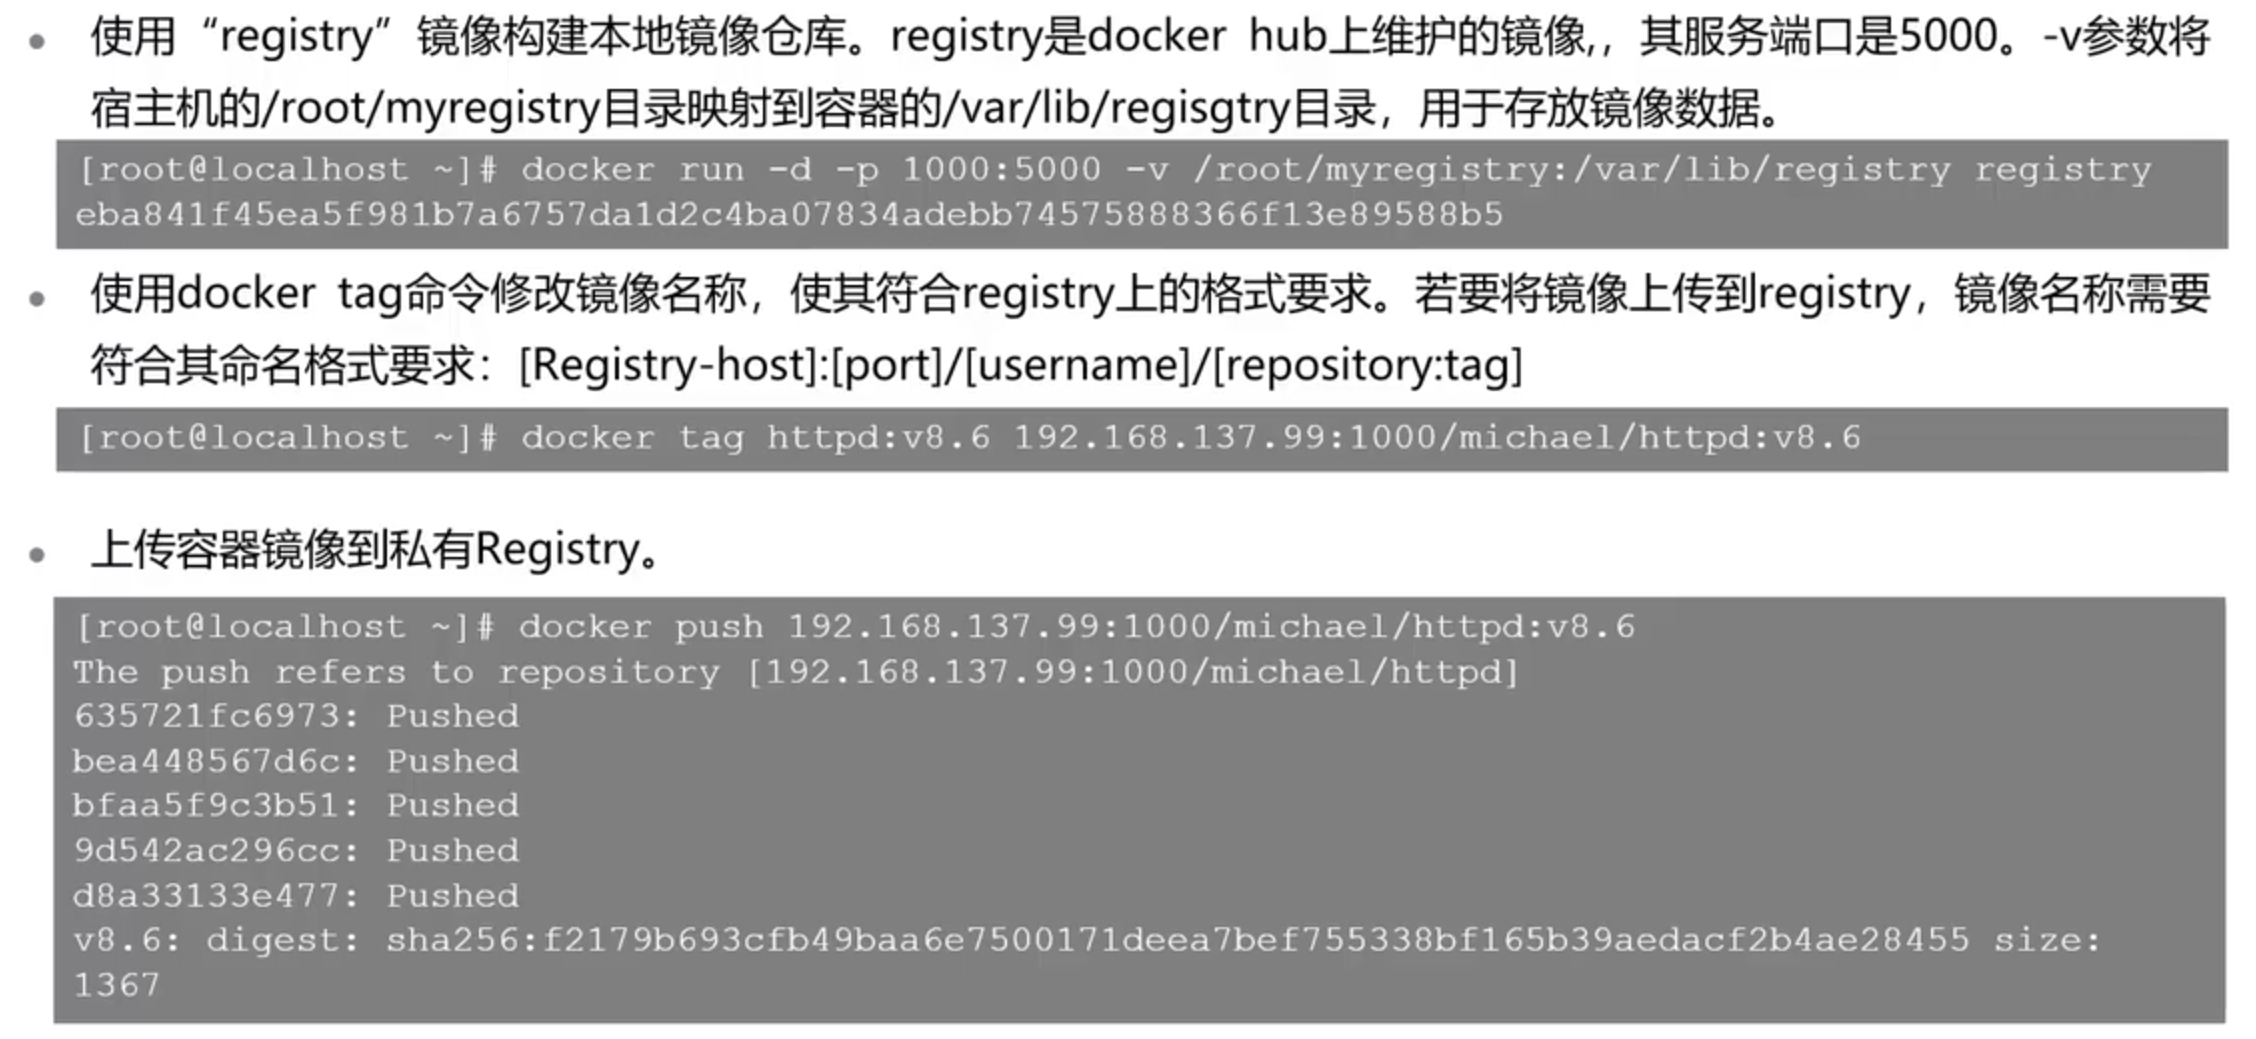 使用“registry”镜像构建本地镜像仓库。registry是docker hub上维护的镜像,，其服务端口是5000。-v参数将
宿主机的/root/myregistry目录映射到容器的/var/lib/regisgtry目录，用于存放镜像数据。
[root@localhost ~]# docker run -d -p 1000:5000 -v /root/myregistry:/var/lib/registry registry
eba841f45ea5f981b7a6757da1d2c4ba07834adebb74575888366f13e89588b5
使用docker tag命令修改镜像名称，使其符合registry上的格式要求。若要将镜像上传到registry，镜像名称需要
符合其命名格式要求：[Registry-host]:[port]/[username]/[repository:tag]
[root@localhost ~]# docker tag httpd:v8.6 192.168.137.99:1000/michael/httpd:v8.6
上传容器镜像到私有Registry。
[root@localhost ~]# docker push 192.168.137.99:1000/michael/httpd:v8.6
The push refers to repository [192.168.137.99:1000/michael/httpd]
635721fc6973: Pushed
bea448567d6c: Pushed
bfaa5f9c3b51: Pushed
9d542ac296cc: Pushed
d8a33133e477: Pushed
v8.6: digest: sha256:f2179b693cfb49baa6e7500171deea7bef755338bf165b39aedacf2b4ae28455 size:
1367